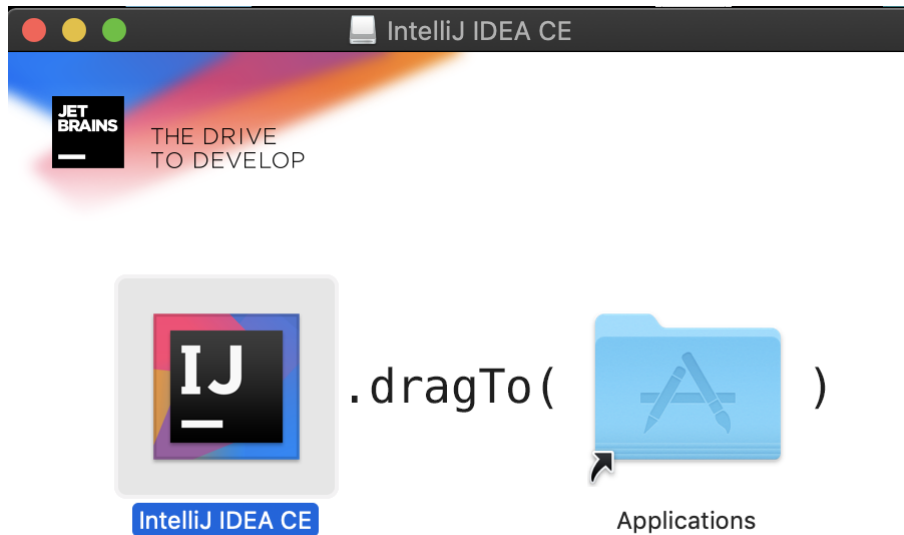 IntelliJ IDEA CE
JET
BRAINS
THE DRIVE
TO DEVELOP
IJ
.dragTo( )
IntelliJ IDEA CE
Applications